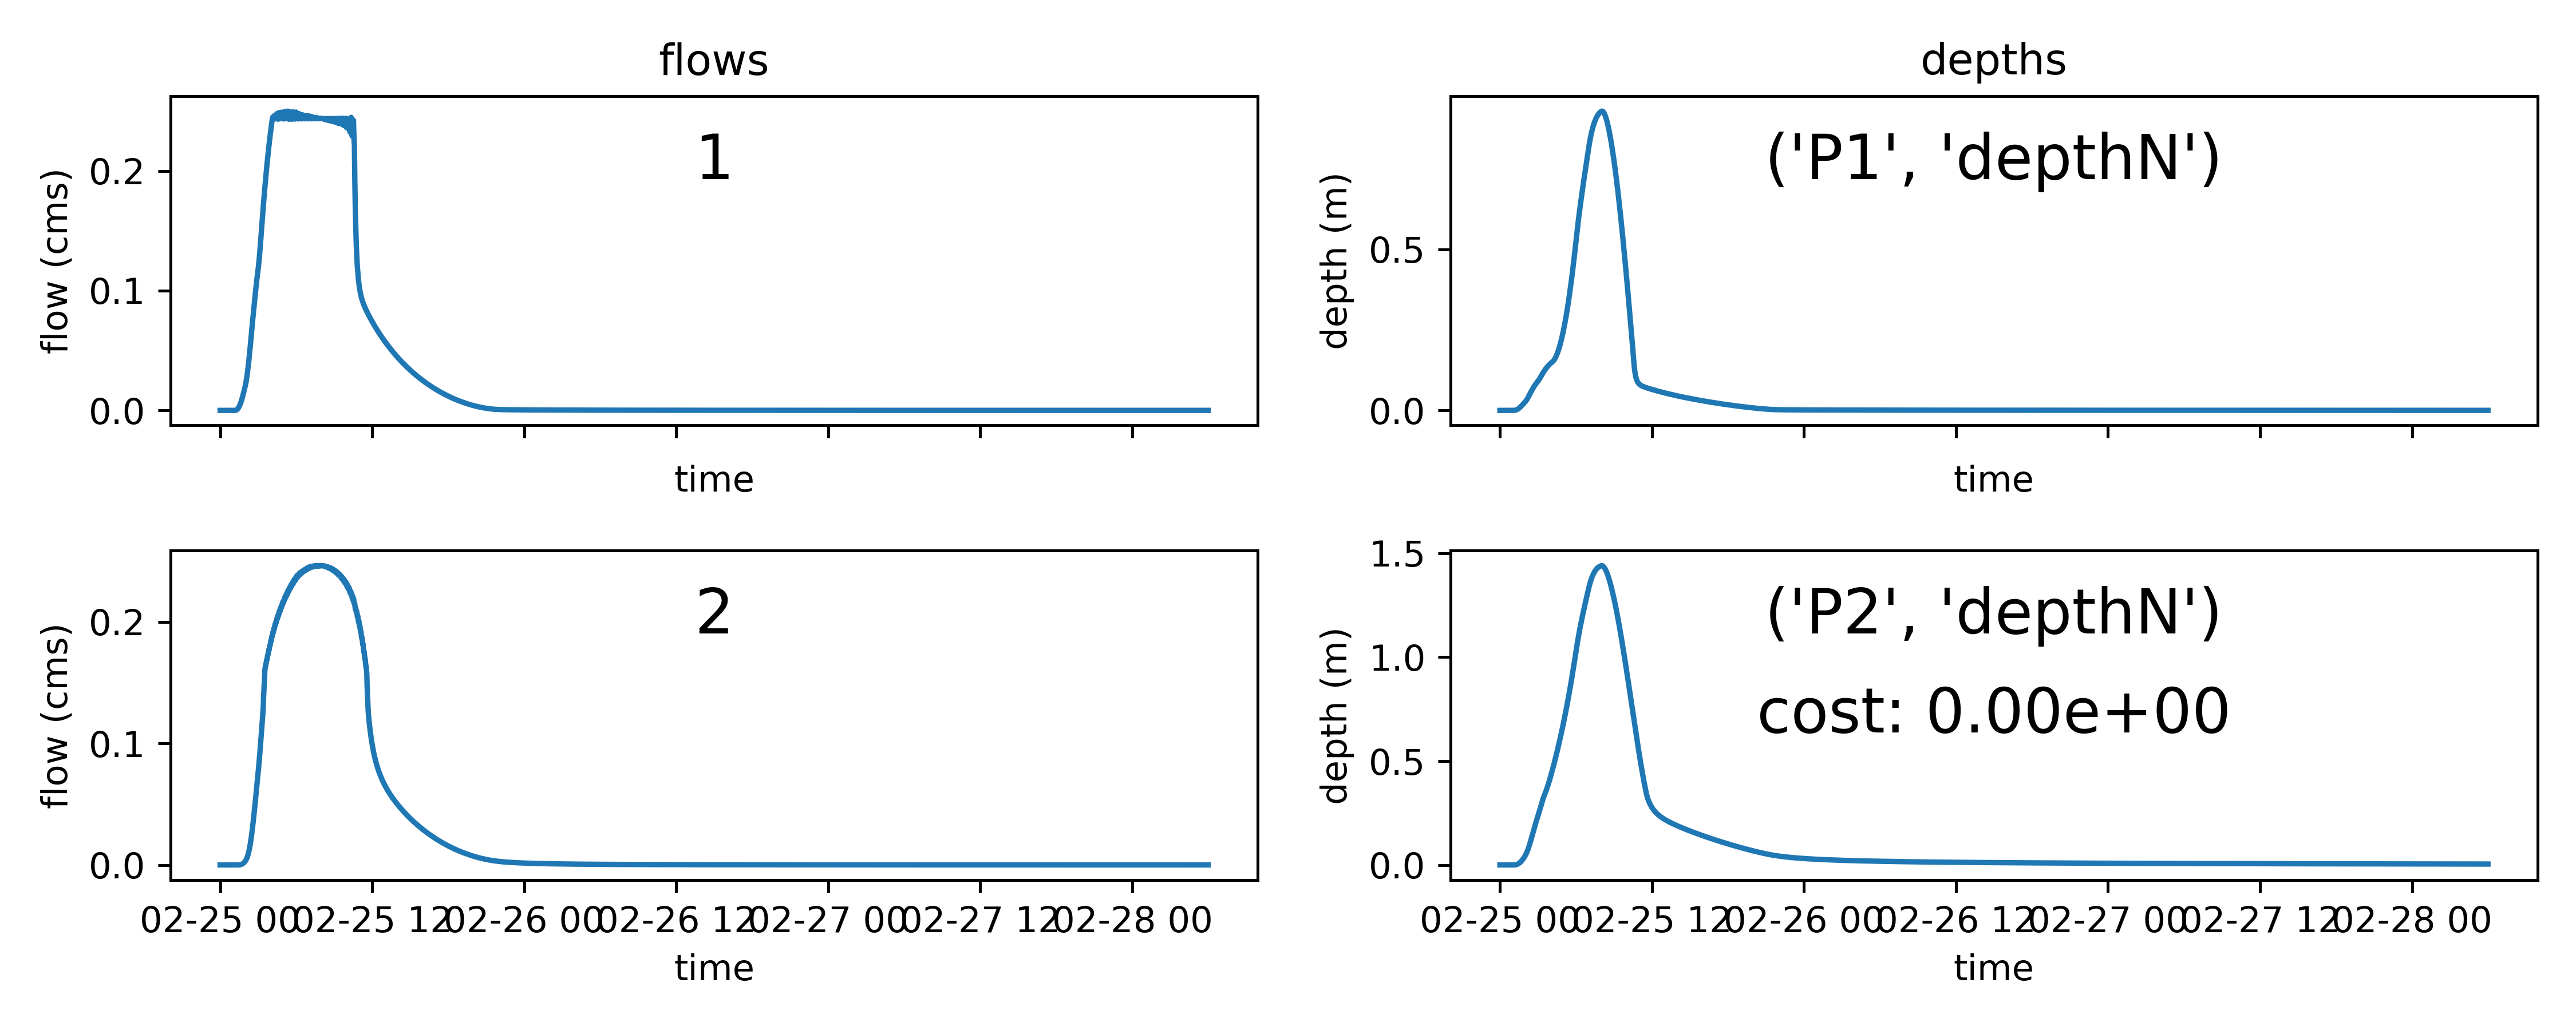 flows
depths
flow (cms)
0.2
0.1
0.0
1
time
depth (m)
0.5
0.0
('P1', 'depthN')
time
flow (cms)
0.2
0.1
0.0
2
02-25 00
02-25 12
02-26 00
02-26 12
02-27 00
02-27 12
02-28 00
time
depth (m)
1.5
1.0
0.5
0.0
('P2', 'depthN')
cost: 0.00e+00
02-25 00
02-25 12
02-26 00
02-26 12
02-27 00
02-27 12
02-28 00
time